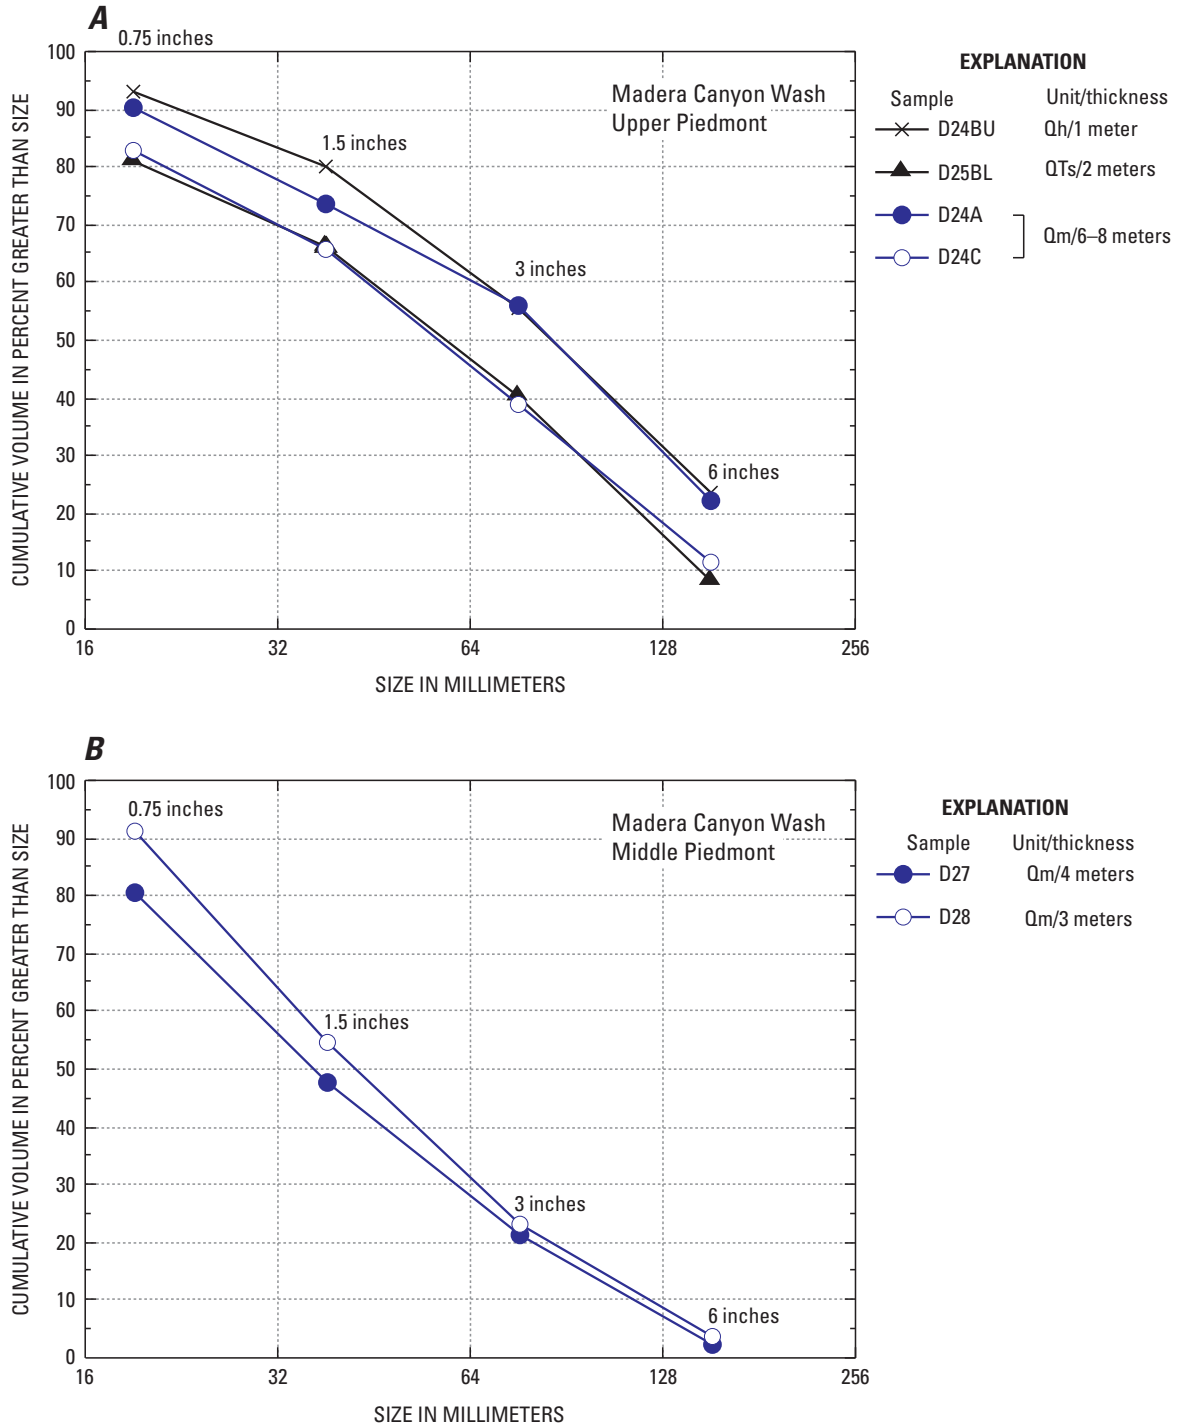 A
0.75 inches
1.5 inches
3 inches
6 inches
Madera Canyon Wash
Upper Piedmont
CUMULATIVE VOLUME IN PERCENT GREATER THAN SIZE
100
90
80
70
60
50
40
30
20
10
0
16 32 64 128 256
SIZE IN MILLIMETERS
EXPLANATION
Sample Unit/thickness
D24BU Qh/1 meter
D25BL QTs/2 meters
D24A
Qm/6–8 meters
D24C
B
0.75 inches
1.5 inches
3 inches
6 inches
Madera Canyon Wash
Middle Piedmont
CUMULATIVE VOLUME IN PERCENT GREATER THAN SIZE
100
90
80
70
60
50
40
30
20
10
0
16 32 64 128 256
SIZE IN MILLIMETERS
EXPLANATION
Sample Unit/thickness
D27 Qm/4 meters
D28 Qm/3 meters